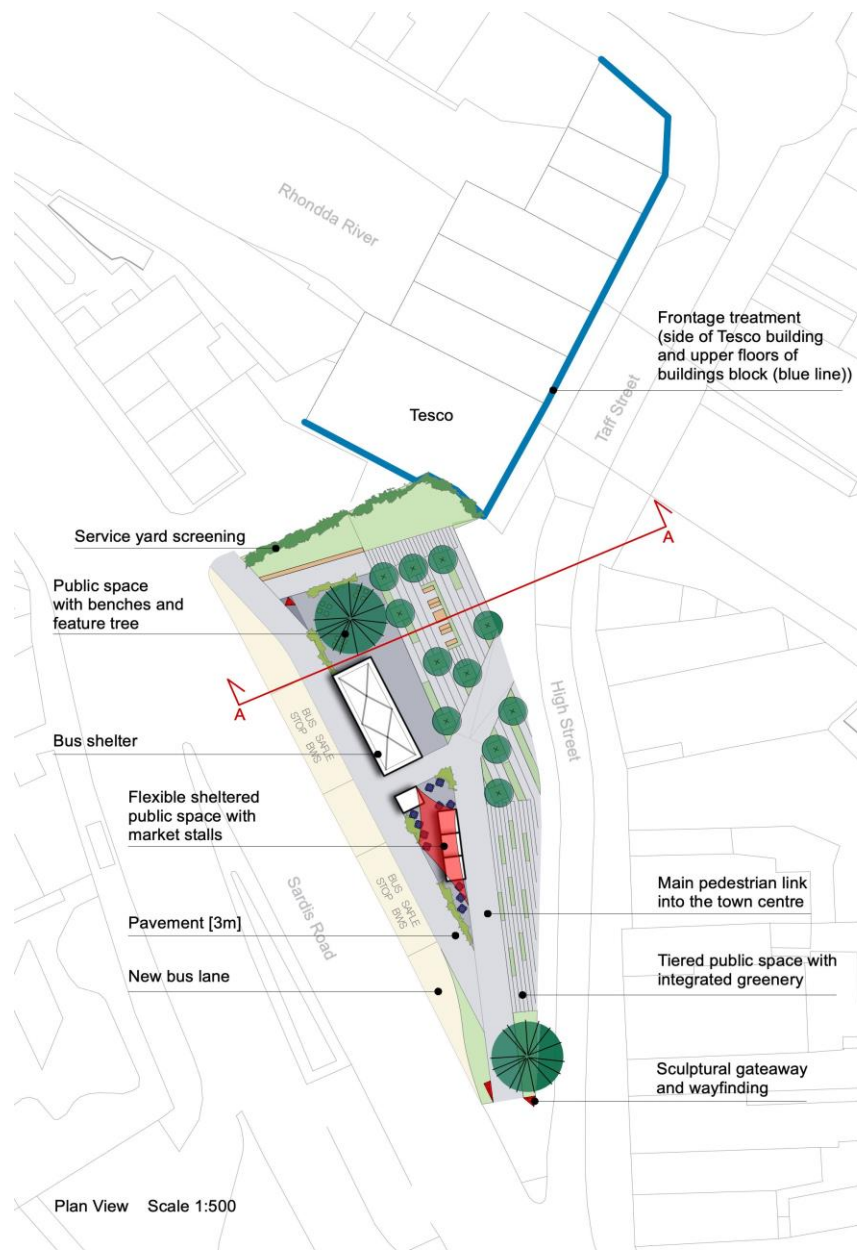 Rhondda River
Frontage treatment
(side of Tesco building
and upper floors of
buildings block (blue line))
Taff Street
Tesco
A
Service yard screening
Public space
with benches and
feature tree
A
High Street
BUS SAFLE
STOP BWS
Bus shelter
Flexible sheltered
public space with
market stalls
BUS SAFLE
STOP BWS
Sardis Road
Main pedestrian link
into the town centre
Pavement [3m]
Tiered public space with
integrated greenery
New bus lane
Sculptural gateaway
and wayfinding
Plan View Scale 1:500